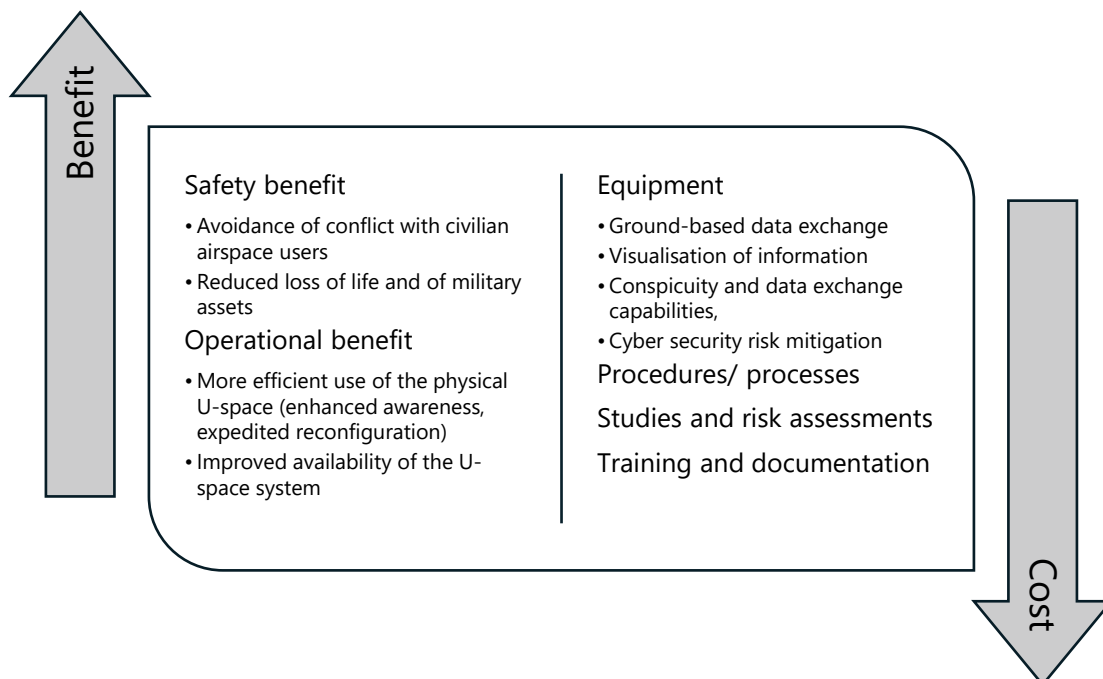 Benefit
Safety benefit
• Avoidance of conflict with civilian
airspace users
• Reduced loss of life and of military
assets
Operational benefit
• More efficient use of the physical
U-space (enhanced awareness,
expedited reconfiguration)
• Improved availability of the U-
space system
Equipment
• Ground-based data exchange
• Visualisation of information
• Conspicuity and data exchange
capabilities,
• Cyber security risk mitigation
Procedures/ processes
Studies and risk assessments
Training and documentation
Cost